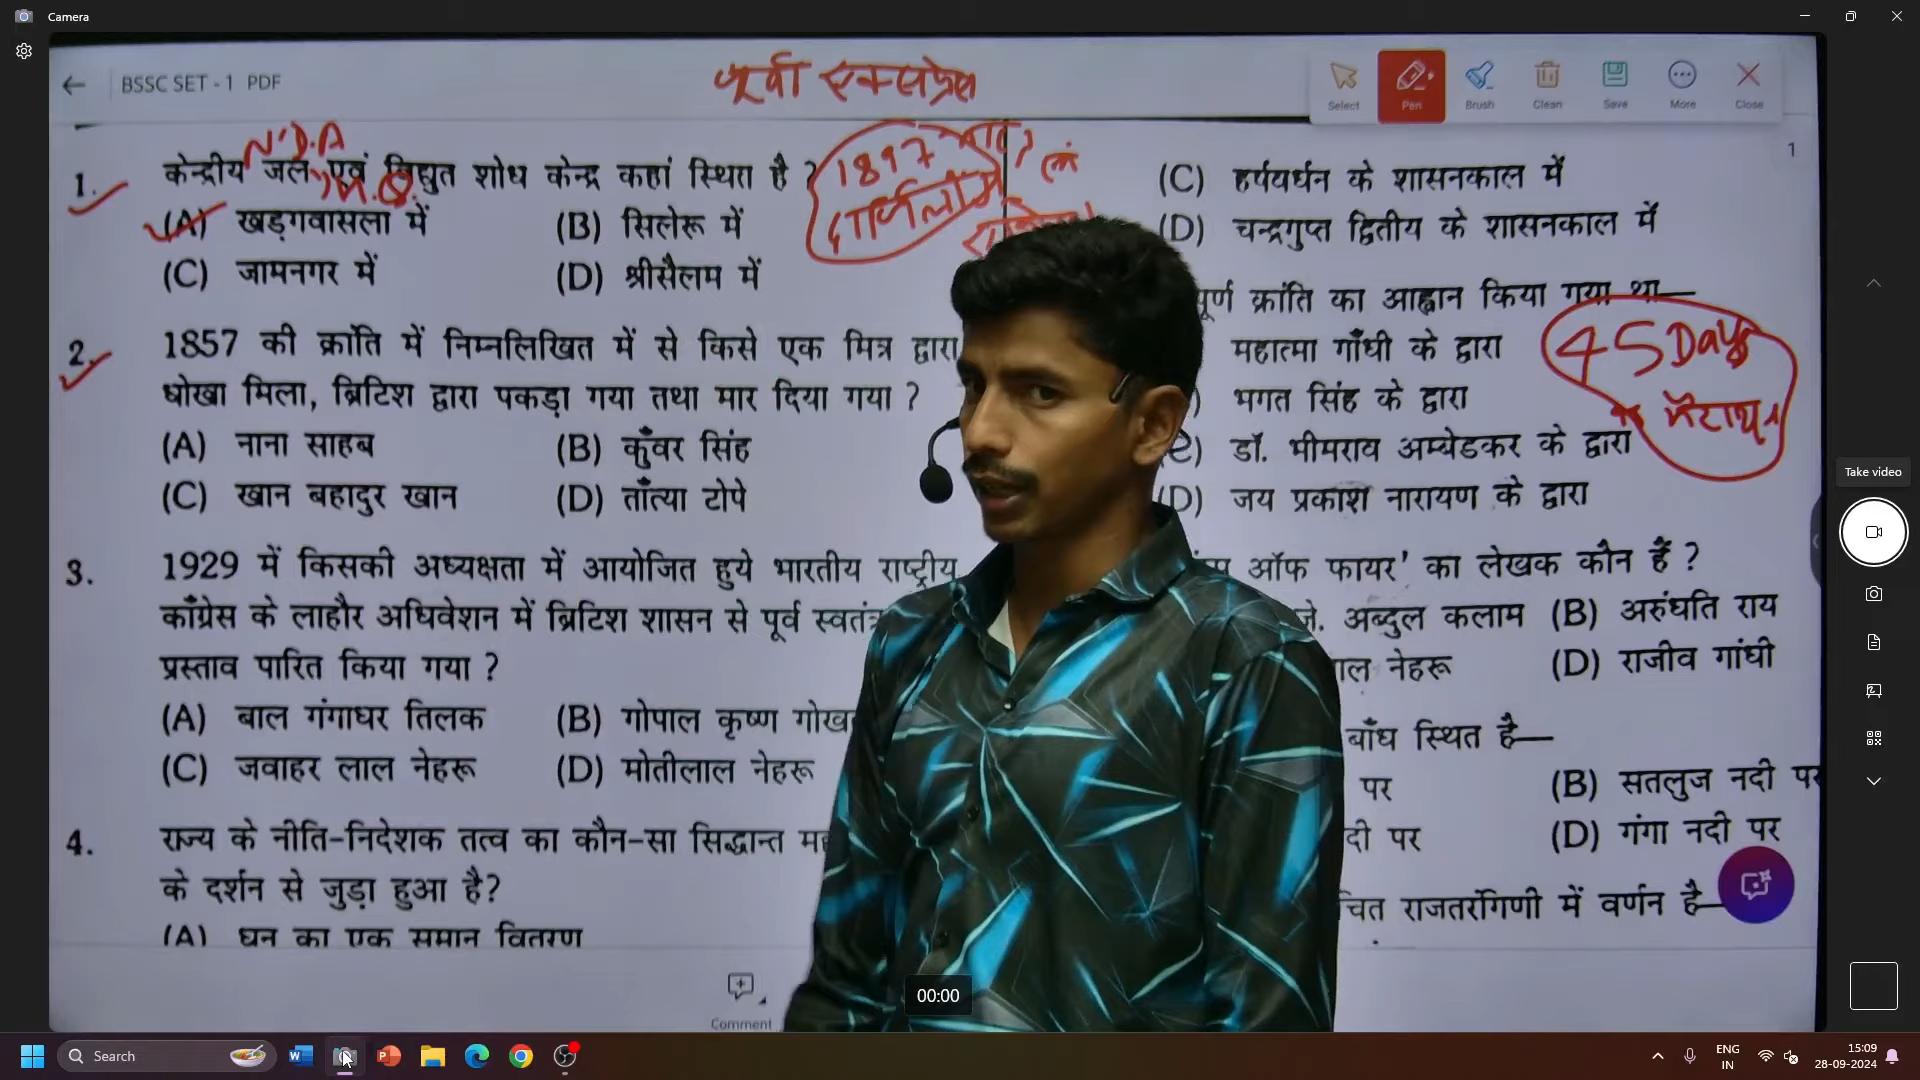 Camera
BSSC SET - 1 PDF
पूर्वा एक्सप्रेस
Select
Pen
Brush
Clean
Save
More
Close
1
N.D.A
1. केन्द्रीय जल एवं विद्युत शोध केन्द्र कहां स्थित है ?
(A) खड़गवासला में (B) सिलेरू में
(C) जामनगर में (D) श्रीसैलम में
1897
2. 1857 की क्रांति में निम्नलिखित में से किसे एक मित्र द्वारा
धोखा मिला, ब्रिटिश द्वारा पकड़ा गया तथा मार दिया गया ?
(A) नाना साहब (B) कुँवर सिंह
(C) खान बहादुर खान (D) ताँत्या टोपे
3. 1929 में किसकी अध्यक्षता में आयोजित हुये भारतीय राष्ट्रीय
काँग्रेस के लाहौर अधिवेशन में ब्रिटिश शासन से पूर्व
प्रस्ताव पारित किया गया ?
(A) बाल गंगाधर तिलक (B) गोपाल कृष्ण
(C) जवाहर लाल नेहरू (D) मोतीलाल नेहरू
4. राज्य के नीति-निदेशक तत्व का कौन-सा सिद्धान्त
के दर्शन से जुड़ा हुआ है?
(A) धन का एक समान वितरण
(C) हर्षवर्धन के शासनकाल में
(D) चन्द्रगुप्त द्वितीय के शासनकाल में
पूर्ण क्रांति का आह्वान किया गया था—
महात्मा गाँधी के द्वारा
भगत सिंह के द्वारा
डॉ. भीमराव अम्बेडकर के द्वारा
(D) जय प्रकाश नारायण के द्वारा
45 Days
ऑफ फायर' का लेखक कौन हैं ?
जे. अब्दुल कलाम (B) अरुंधति राय
नेहरू (D) राजीव गांधी
बाँध स्थित है—
पर (B) सतलुज नदी पर
पर (D) गंगा नदी पर
राजतरंगिणी में वर्णन है—
Take video
00:00
Comment
Search
ENG
IN
15:09
28-09-2024